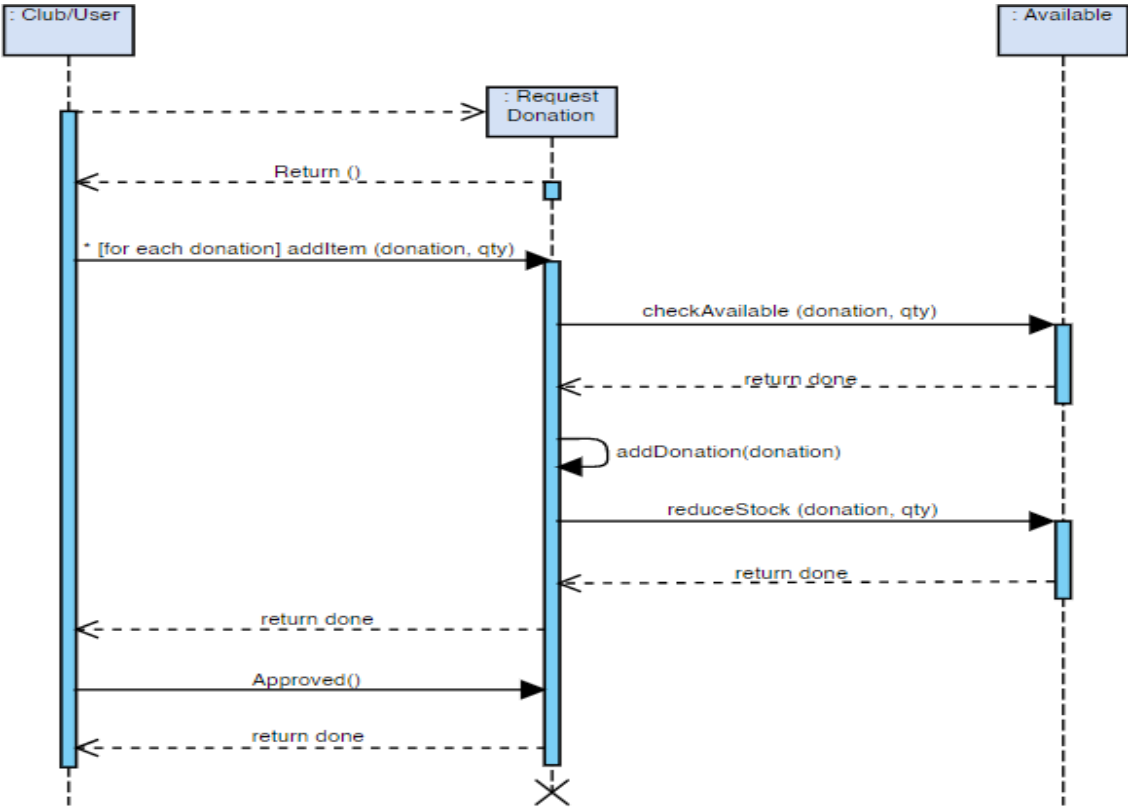 : Club/User
: Available
: Request
Donation
Return ()
* [for each donation] addItem (donation, qty)
checkAvailable (donation, qty)
return done
addDonation(donation)
reduceStock (donation, qty)
return done
return done
Approved()
return done